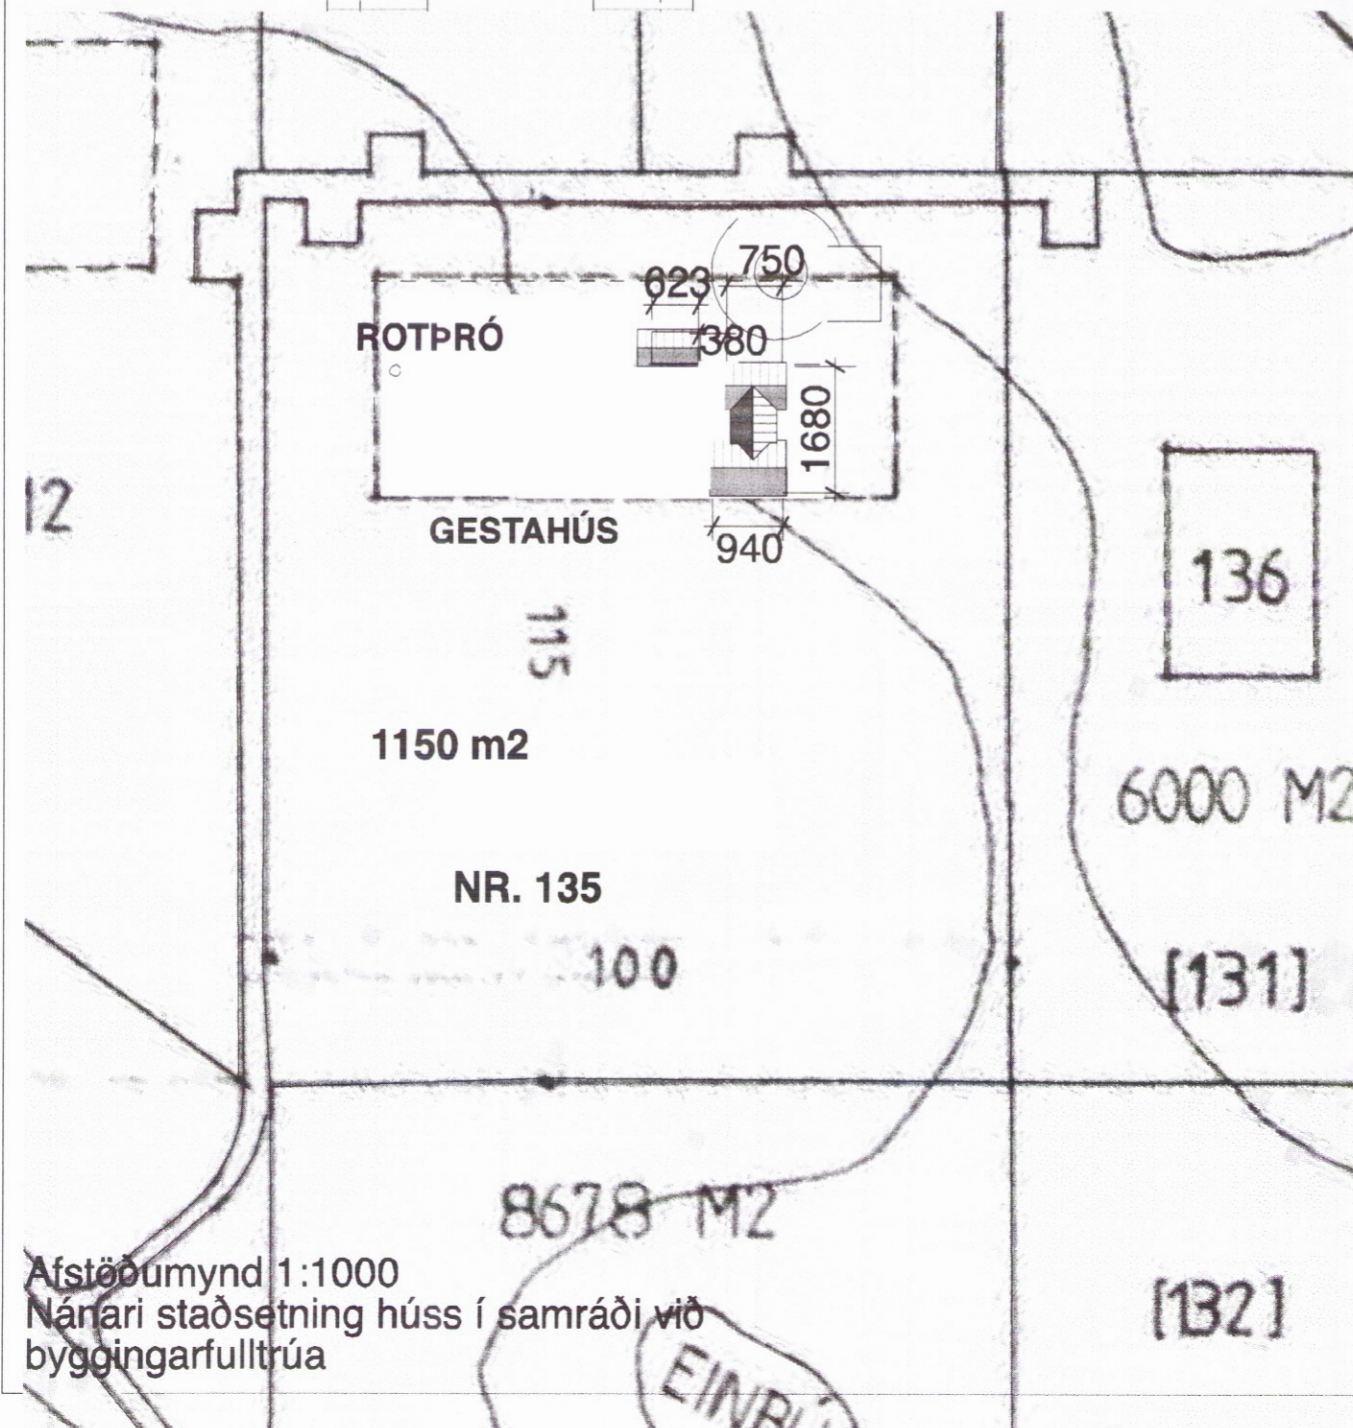 750
623
ROTÞRÓ
380
1680
12
GESTAHÚS
940
136
115
1150 m2
6000 M2
NR. 135
100
[131]
8678 M2
Afstöðumynd 1:1000
Nánari staðsetning húss í samráði við
byggingarfulltrúa
[132]